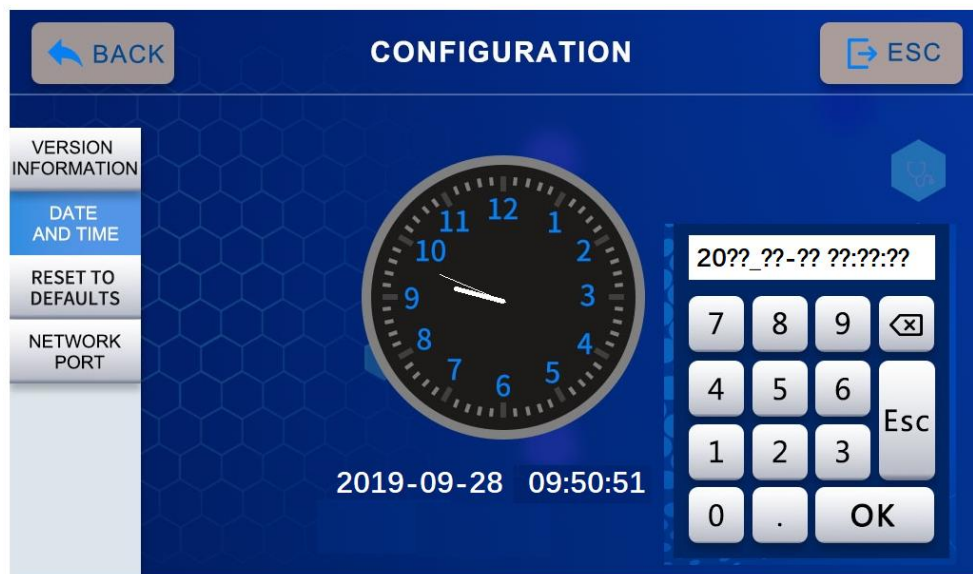 BACK
CONFIGURATION
ESC
VERSION
INFORMATION
DATE
AND TIME
RESET TO
DEFAULTS
NETWORK
PORT
12
1
2
3
4
5
6
7
8
9
10
11
2019-09-28 09:50:51
20??_??-?? ??:??:??
7 8 9
4 5 6
Esc
1 2 3
0 . OK